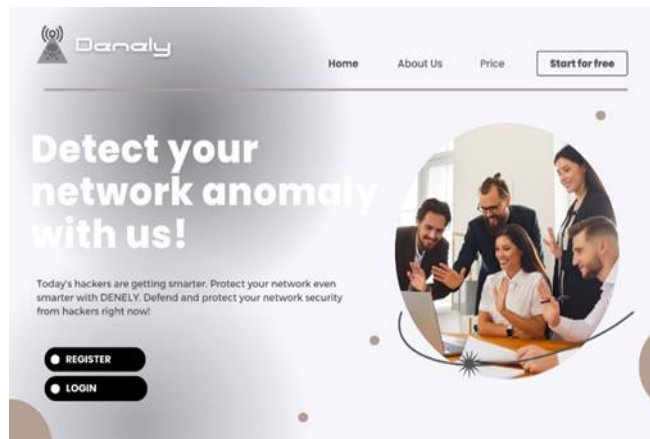 Denely
Home About Us Price Start for free
Detect your
network anomaly
with us!
Today's hackers are getting smarter. Protect your network even
smarter with DENELY. Defend and protect your network security
from hackers right now!
REGISTER
LOGIN